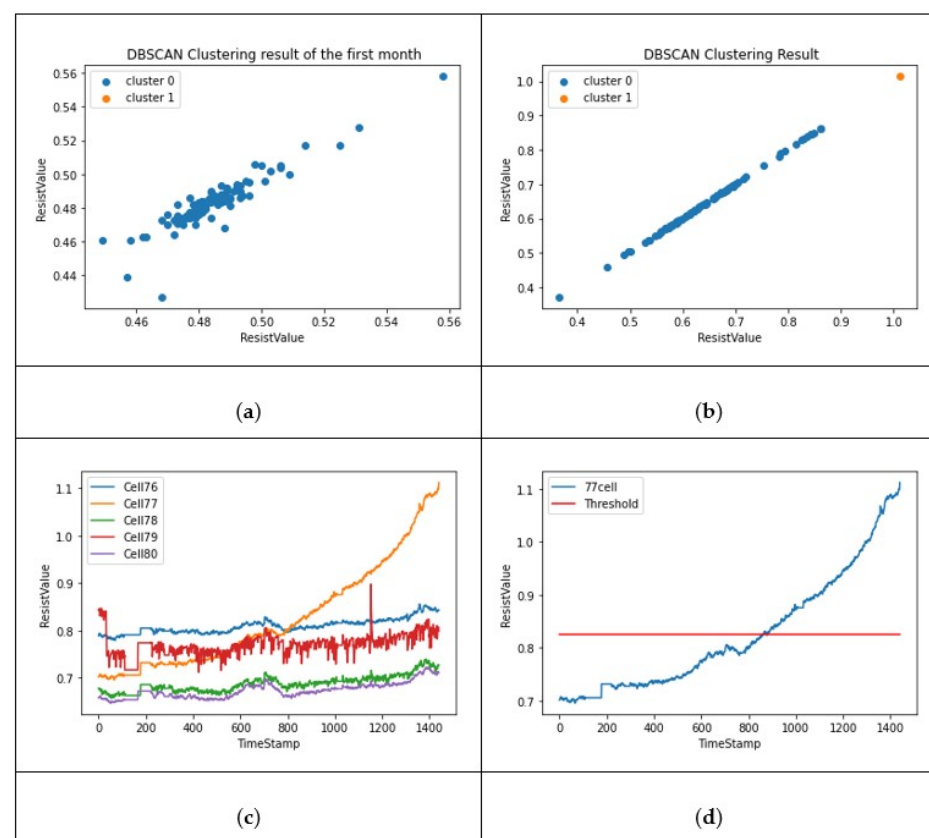 DBSCAN Clustering result of the first month
0.56
0.54
0.52
0.50
0.48
0.46
0.44
ResistValue
cluster 0
cluster 1
0.46 0.48 0.50 0.52 0.54 0.56
ResistValue
(a)
DBSCAN Clustering Result
1.0
0.9
0.8
0.7
0.6
0.5
0.4
ResistValue
cluster 0
cluster 1
0.4 0.5 0.6 0.7 0.8 0.9 1.0
ResistValue
(b)
1.1
1.0
0.9
0.8
0.7
ResistValue
Cell76
Cell77
Cell78
Cell79
Cell80
0 200 400 600 800 1000 1200 1400
TimeStamp
(c)
1.1
1.0
0.9
0.8
0.7
ResistValue
77cell
Threshold
0 200 400 600 800 1000 1200 1400
TimeStamp
(d)